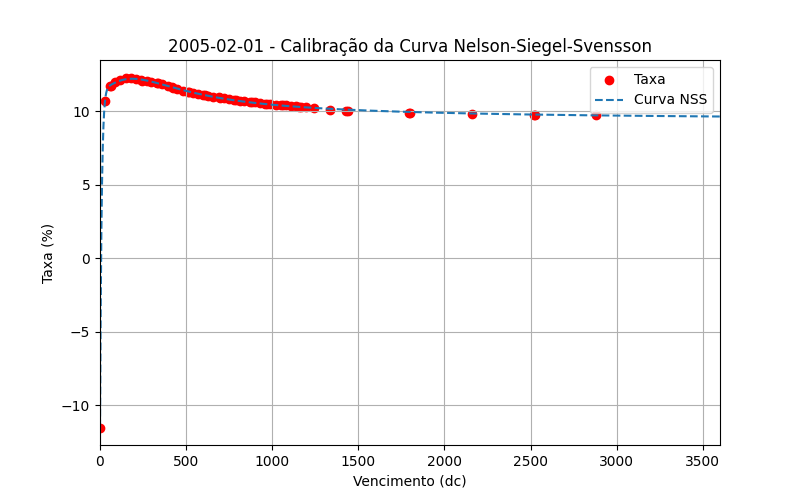 2005-02-01 - Calibração da Curva Nelson-Siegel-Svensson
Taxa
Curva NSS
Taxa (%)
10
5
0
−5
−10
0
500
1000
1500
2000
2500
3000
3500
Vencimento (dc)